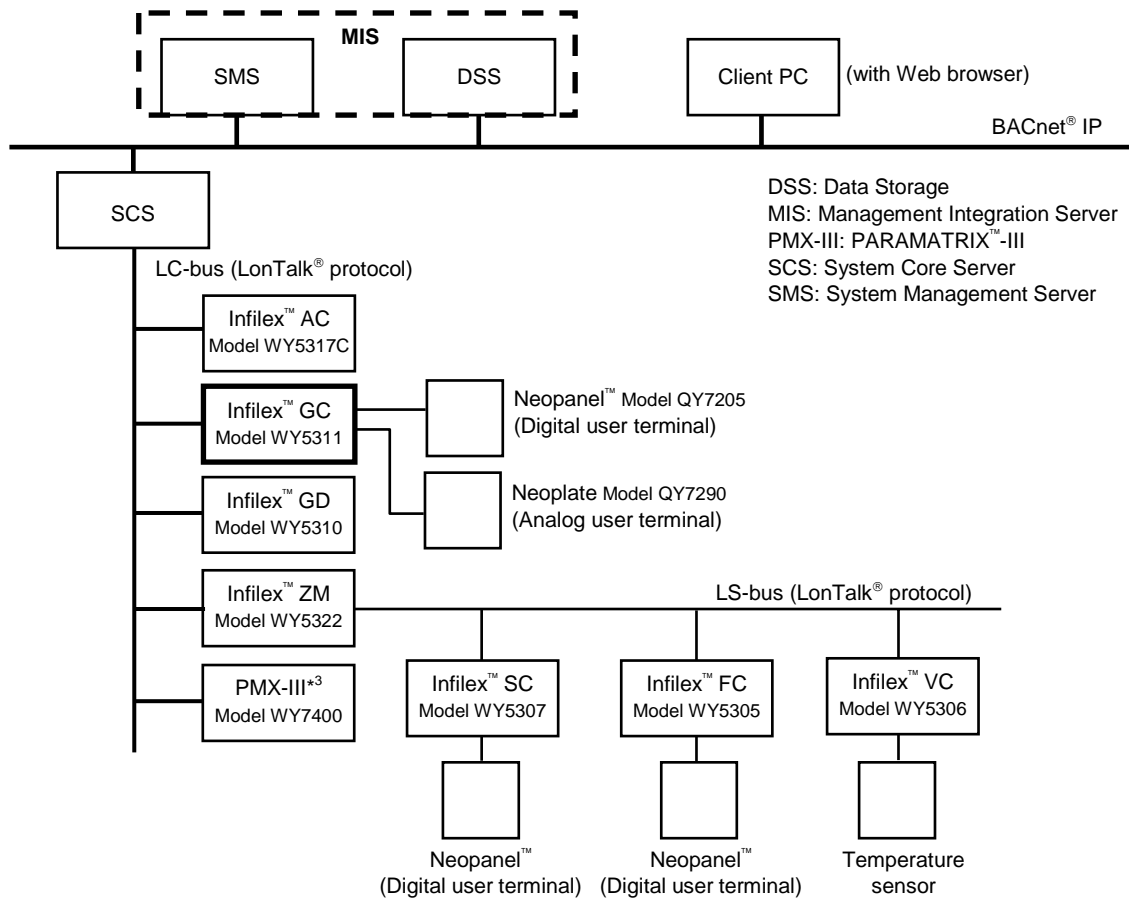 MIS
SMS
DSS
Client PC
(with Web browser)
BACnet® IP
SCS
DSS: Data Storage
MIS: Management Integration Server
PMX-III: PARAMATRIX™-III
SCS: System Core Server
SMS: System Management Server
LC-bus (LonTalk® protocol)
Infilex™ AC
Model WY5317C
Infilex™ GC
Model WY5311
Neopanel™ Model QY7205
(Digital user terminal)
Infilex™ GD
Model WY5310
Neoplate Model QY7290
(Analog user terminal)
Infilex™ ZM
Model WY5322
LS-bus (LonTalk® protocol)
PMX-III*3
Model WY7400
Infilex™ SC
Model WY5307
Infilex™ FC
Model WY5305
Infilex™ VC
Model WY5306
Neopanel™
(Digital user terminal)
Neopanel™
(Digital user terminal)
Temperature
sensor